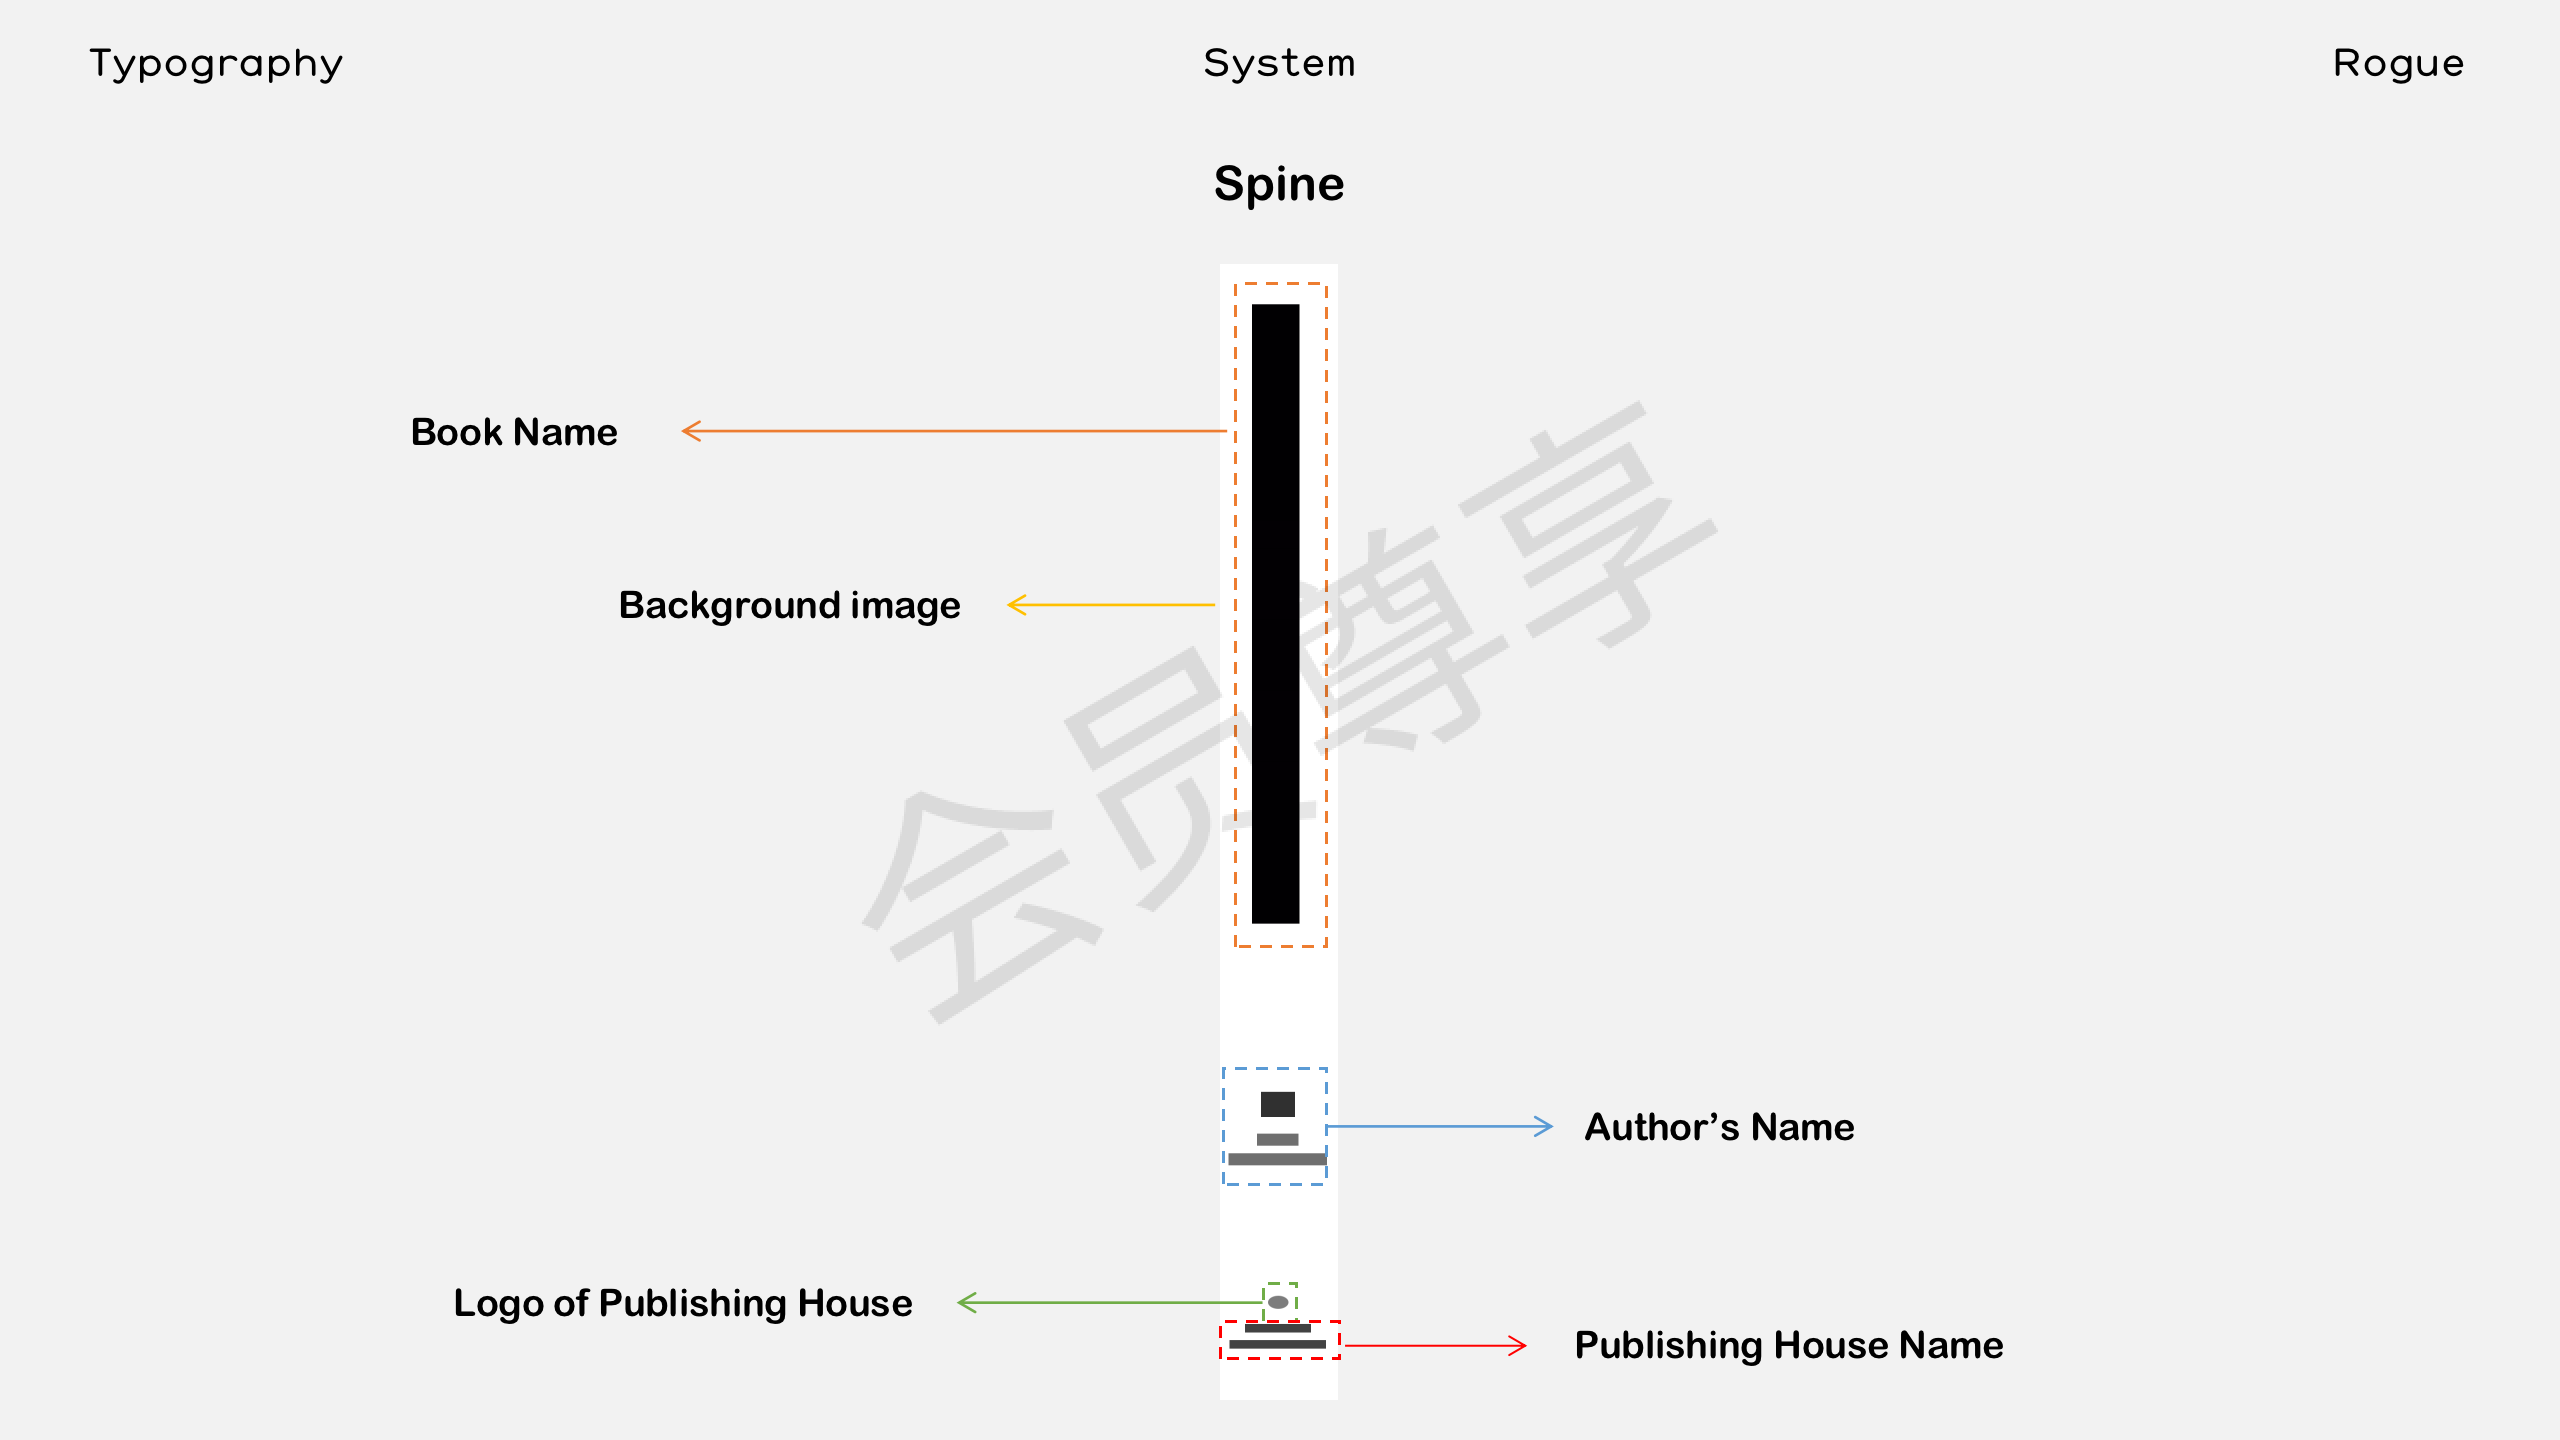 Typography
System
Rogue
Spine
Book Name
Background image
会员尊享
Author’s Name
Logo of Publishing House
Publishing House Name